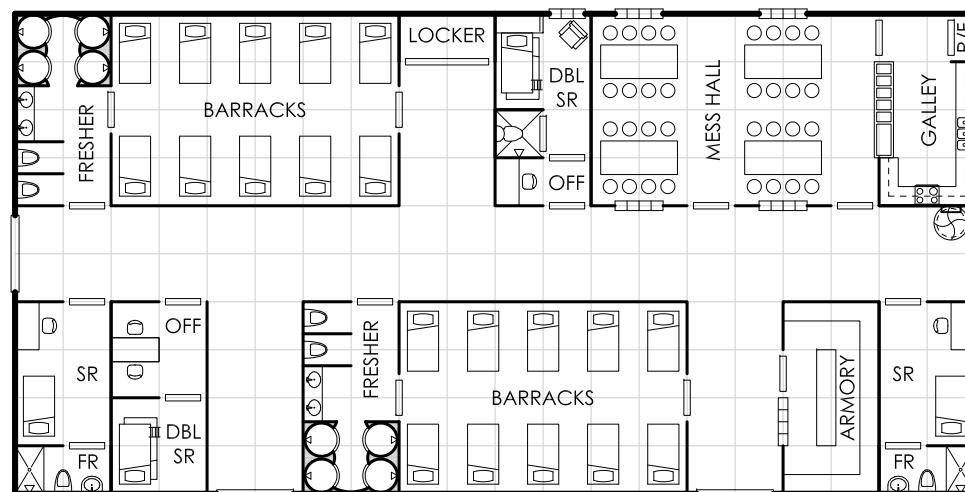 LOCKER
DBL
SR
BARRACKS
FRESHER
MESS HALL
GALLEY
OFF
OFF
SR
FRESHER
BARRACKS
ARMORY
SR
DBL
SR
FR
FR